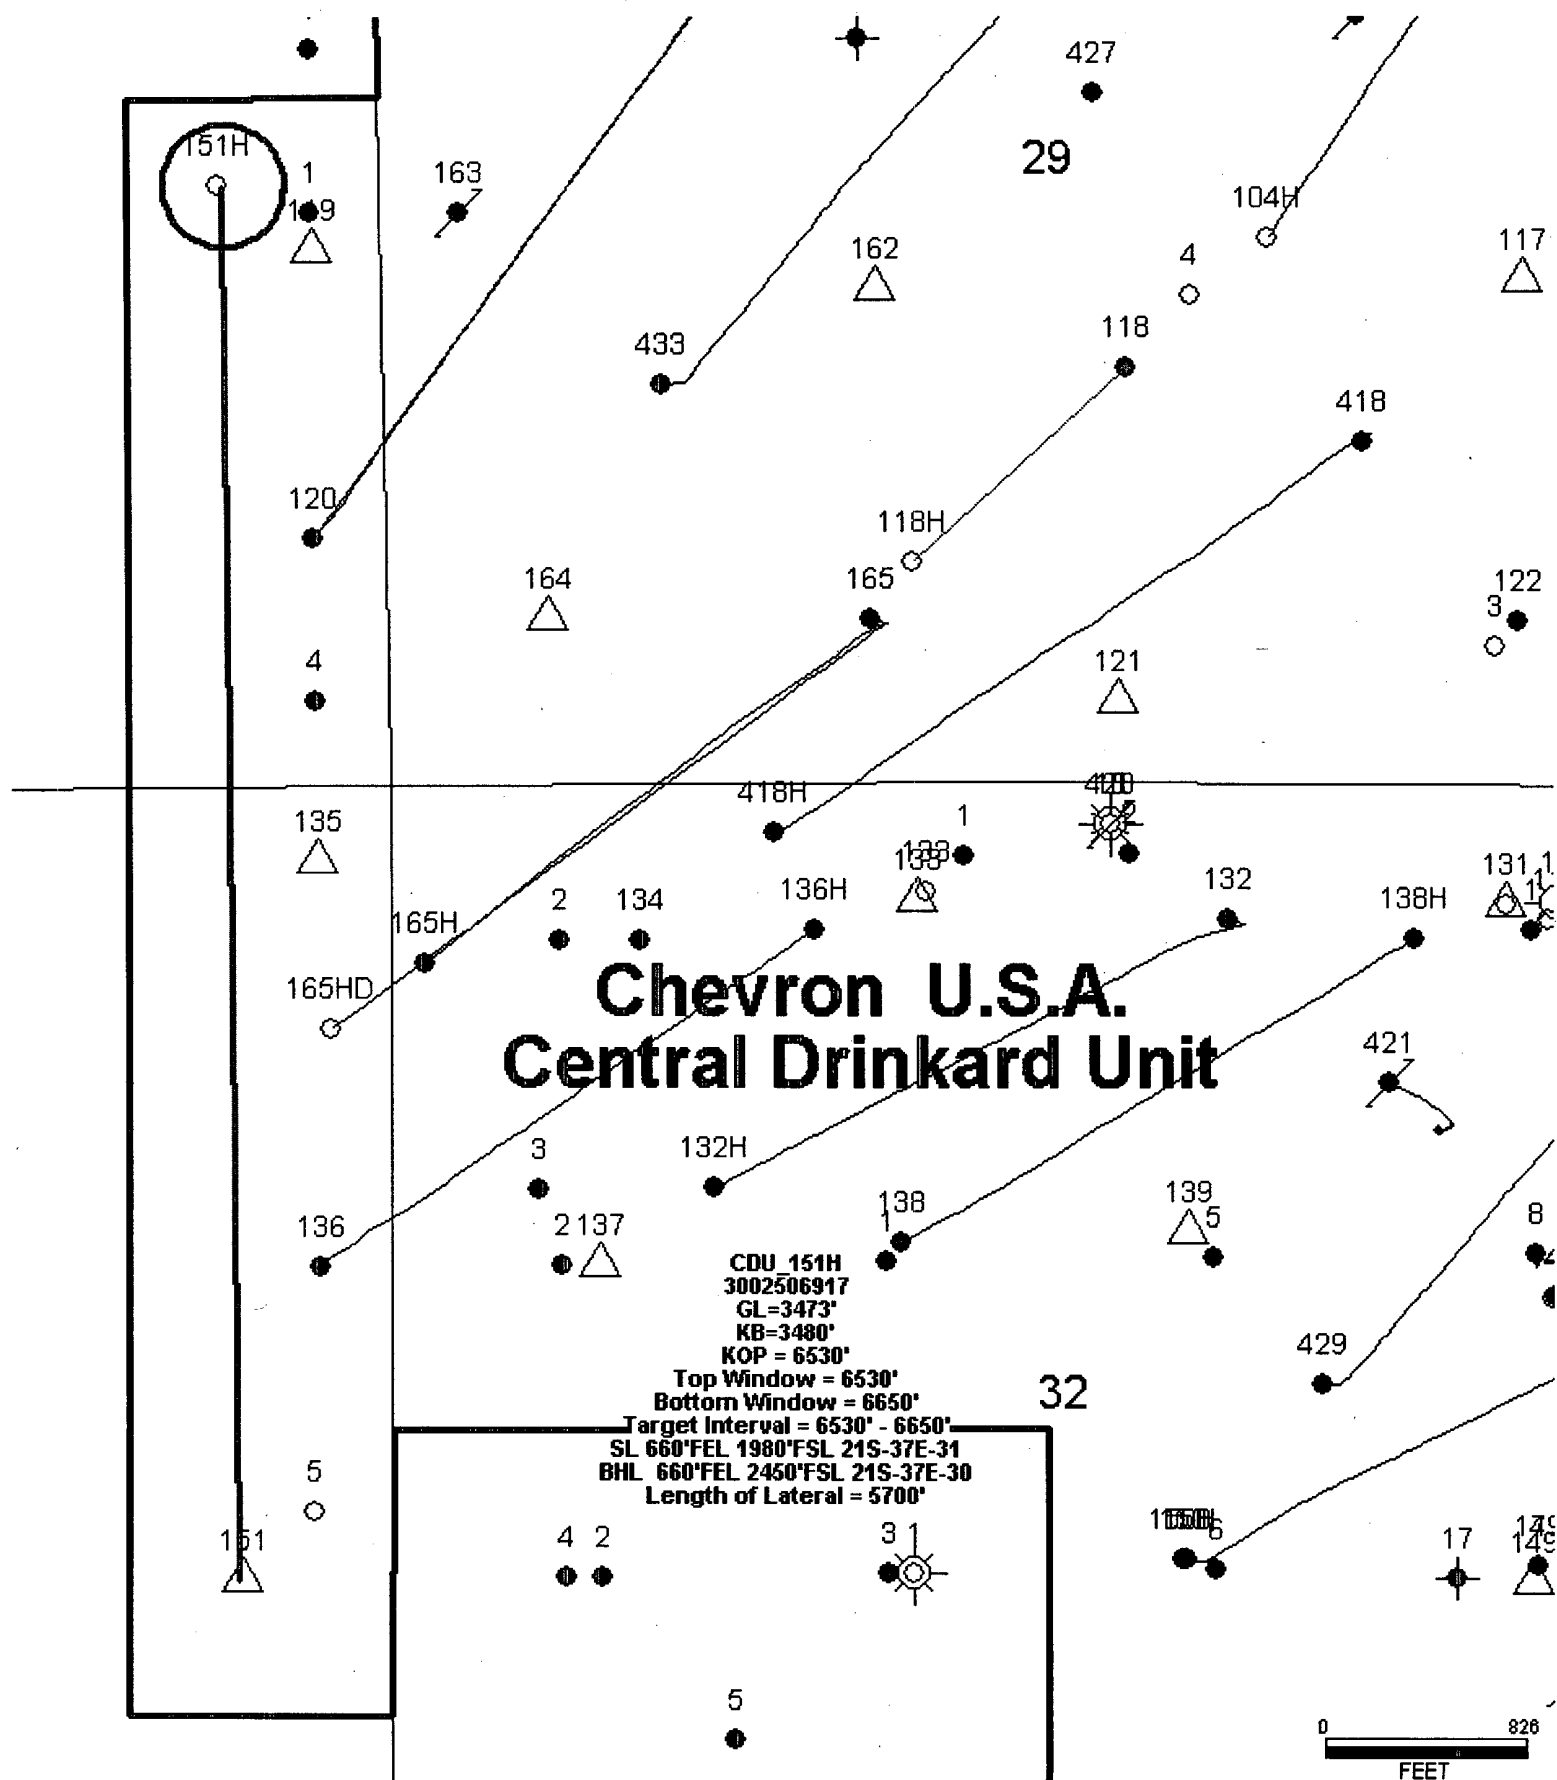 427
29
151H
1
163
119
104H
162
4
117
118
433
418
120
118H
164
165
122
3
4
121
418H
135
1
133
132
131
1
136H
138H
2
134
165H
165HD
Chevron U.S.A.
Central Drinkard Unit
421
3
132H
136
2
137
138
1
139
5
8
CDU_151H
3002506917
GL=3473'
KB=3480'
KOP = 6530'
Top Window = 6530'
Bottom Window = 6650'
Target Interval = 6530' - 6650'
SL 660'FEL 1980'FSL 21S-37E-31
BHL 660'FEL 2450'FSL 21S-37E-30
Length of Lateral = 5700'
429
32
5
151
4
2
3
1
6
17
149
5
0
826
FEET